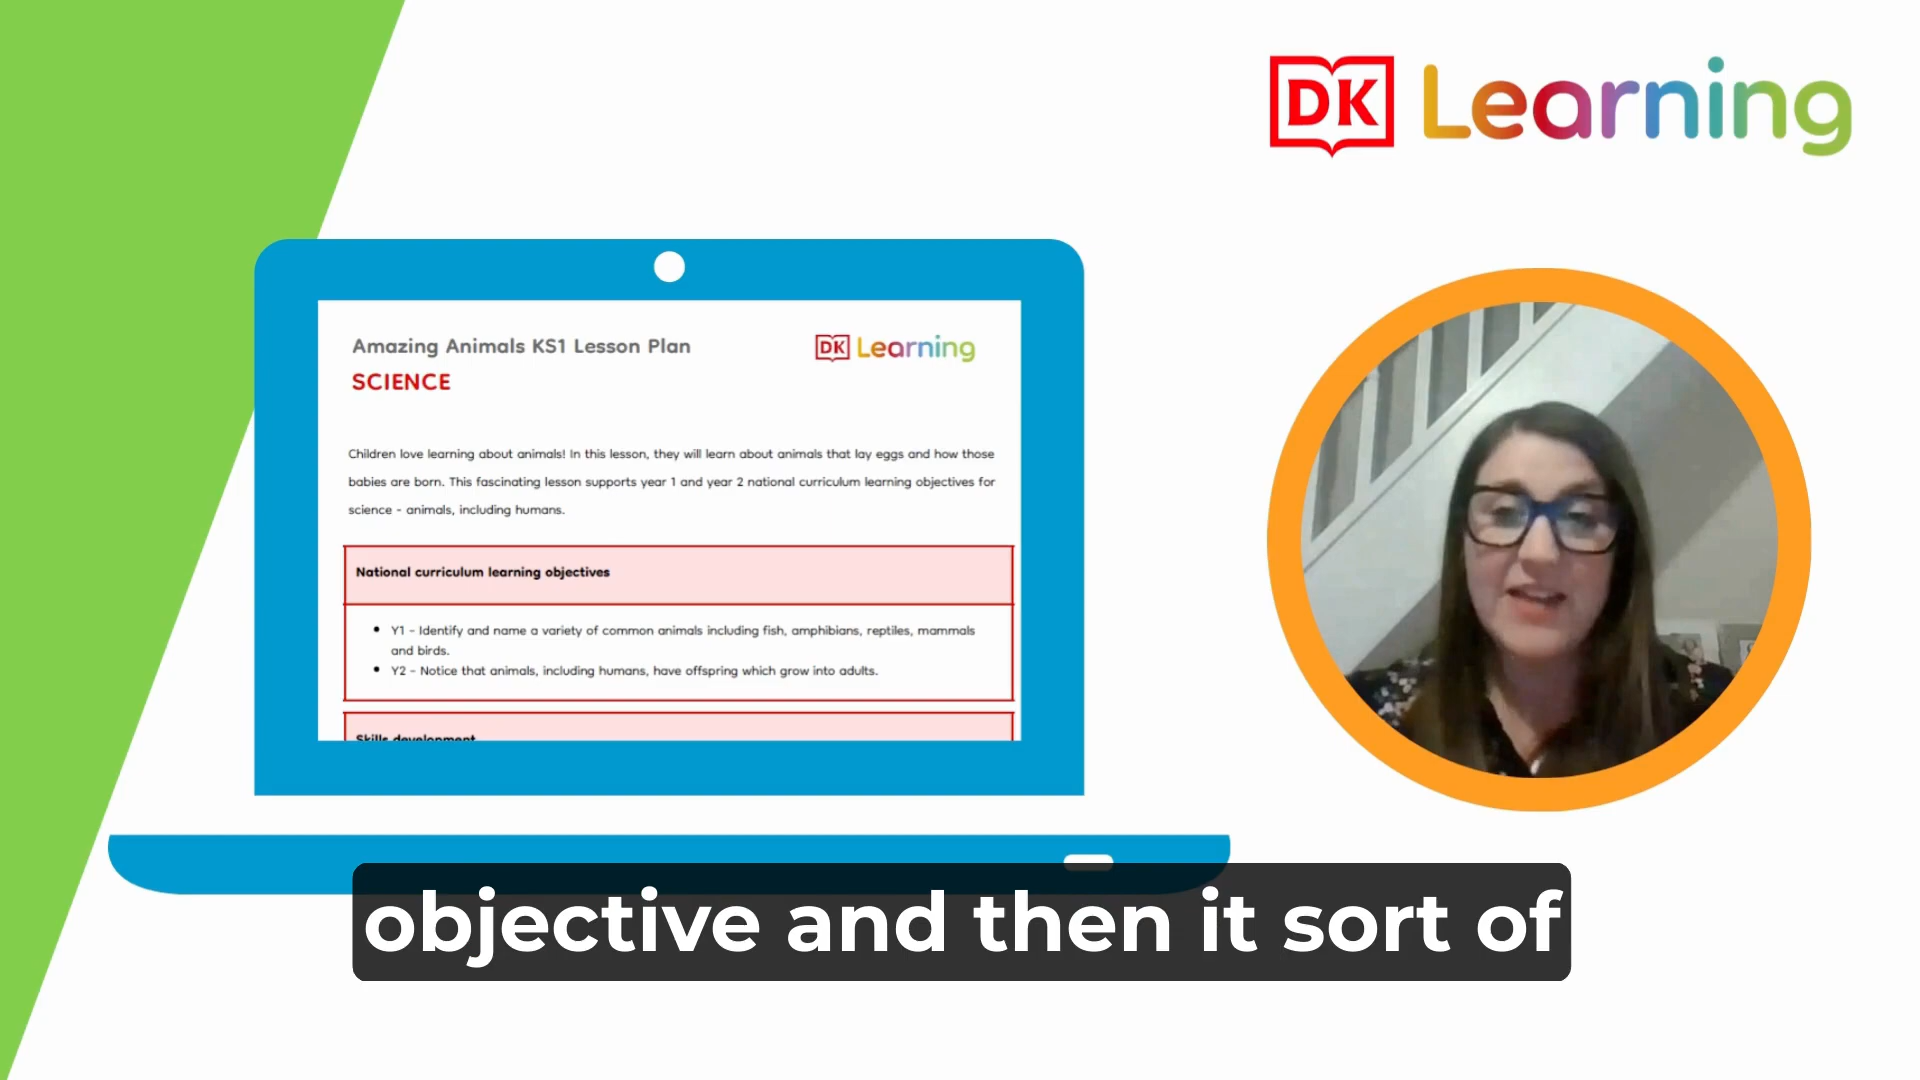 DK Learning
Amazing Animals KS1 Lesson Plan
DK Learning
SCIENCE
Children love learning about animals! In this lesson, they will learn about animals that lay eggs and how those
babies are born. This fascinating lesson supports year 1 and year 2 national curriculum learning objectives for
science - animals, including humans.
National curriculum learning objectives
• Y1 - Identify and name a variety of common animals including fish, amphibians, reptiles, mammals
and birds.
• Y2 - Notice that animals, including humans, have offspring which grow into adults.
Skills development
objective and then it sort of